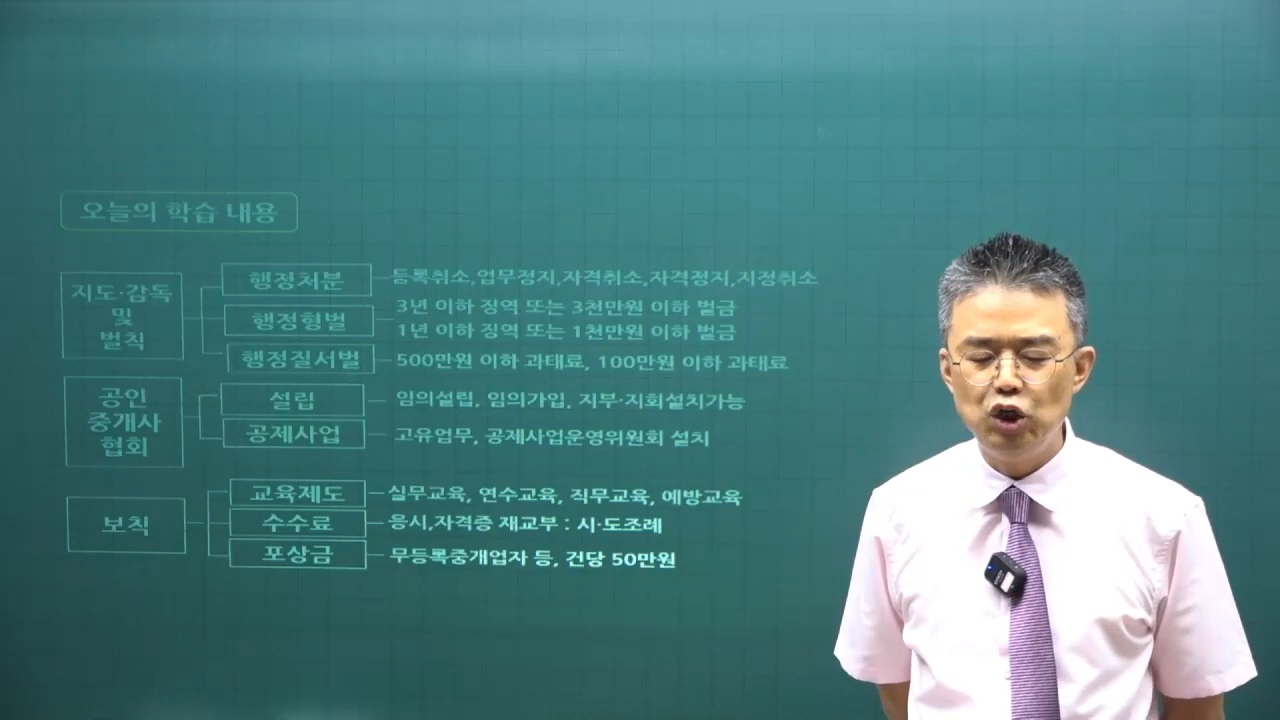 오늘의 학습 내용
지도·감독
및
벌칙
행정처분
등록취소,업무정지,자격취소,자격정지,지정취소
행정형벌
3년 이하 징역 또는 3천만원 이하 벌금
1년 이하 징역 또는 1천만원 이하 벌금
행정질서벌
500만원 이하 과태료, 100만원 이하 과태료
공인
중개사
협회
설립
임의설립, 임의가입, 지부·지회설치가능
공제사업
고유업무, 공제사업운영위원회 설치
보칙
교육제도
실무교육, 연수교육, 직무교육, 예방교육
수수료
응시,자격증 재교부 : 시·도조례
포상금
무등록중개업자 등, 건당 50만원